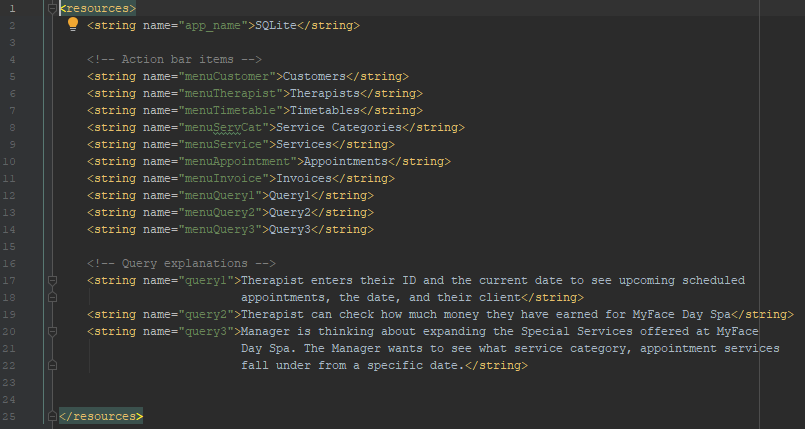 1 <resources>
2 <string name="app_name">SQLite</string>
3
4 <!-- Action bar items -->
5 <string name="menuCustomer">Customers</string>
6 <string name="menuTherapist">Therapists</string>
7 <string name="menuTimetable">Timetables</string>
8 <string name="menuServCat">Service Categories</string>
9 <string name="menuService">Services</string>
10 <string name="menuAppointment">Appointments</string>
11 <string name="menuInvoice">Invoices</string>
12 <string name="menuQuery1">Query1</string>
13 <string name="menuQuery2">Query2</string>
14 <string name="menuQuery3">Query3</string>
15
16 <!-- Query explanations -->
17 <string name="query1">Therapist enters their ID and the current date to see upcoming scheduled
18 appointments, the date, and their client</string>
19 <string name="query2">Therapist can check how much money they have earned for MyFace Day Spa</string>
20 <string name="query3">Manager is thinking about expanding the Special Services offered at MyFace
21 Day Spa. The Manager wants to see what service category, appointment services
22 fall under from a specific date.</string>
23
24
25 </resources>